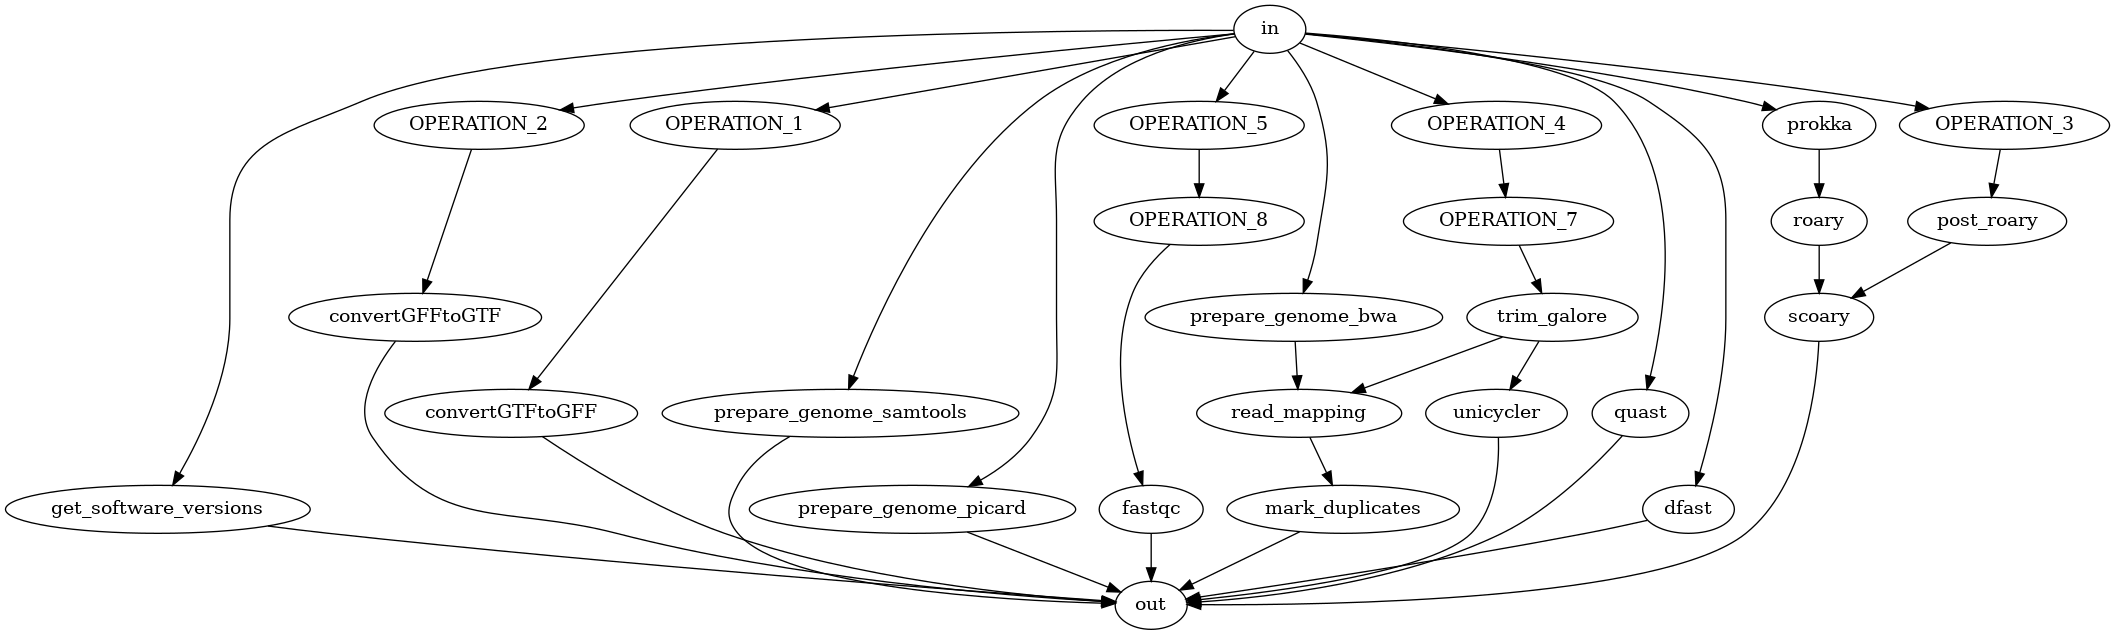 in
OPERATION_2
OPERATION_1
OPERATION_5
OPERATION_4
prokka
OPERATION_3
OPERATION_8
OPERATION_7
roary
post_roary
convertGFFtoGTF
prepare_genome_bwa
trim_galore
scoary
convertGTFtoGFF
prepare_genome_samtools
read_mapping
unicycler
quast
get_software_versions
prepare_genome_picard
fastqc
mark_duplicates
dfast
out